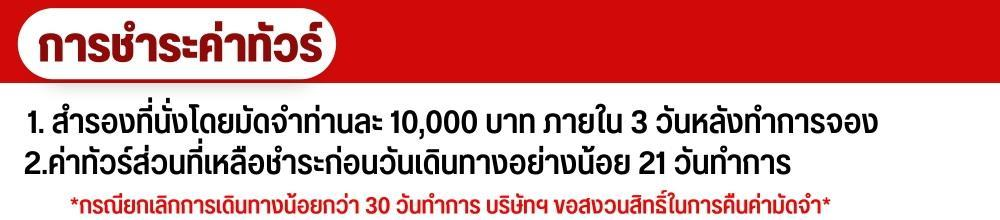 การชำระค่าทัวร์
1. สำรองที่นั่งโดยมัดจำท่านละ 10,000 บาท ภายใน 3 วันหลังทำการจอง
2.ค่าทัวร์ส่วนที่เหลือชำระก่อนวันเดินทางอย่างน้อย 21 วันทำการ
*กรณียกเลิกการเดินทางน้อยกว่า 30 วันทำการ บริษัทฯ ขอสงวนสิทธิ์ในการคืนค่ามัดจำ*